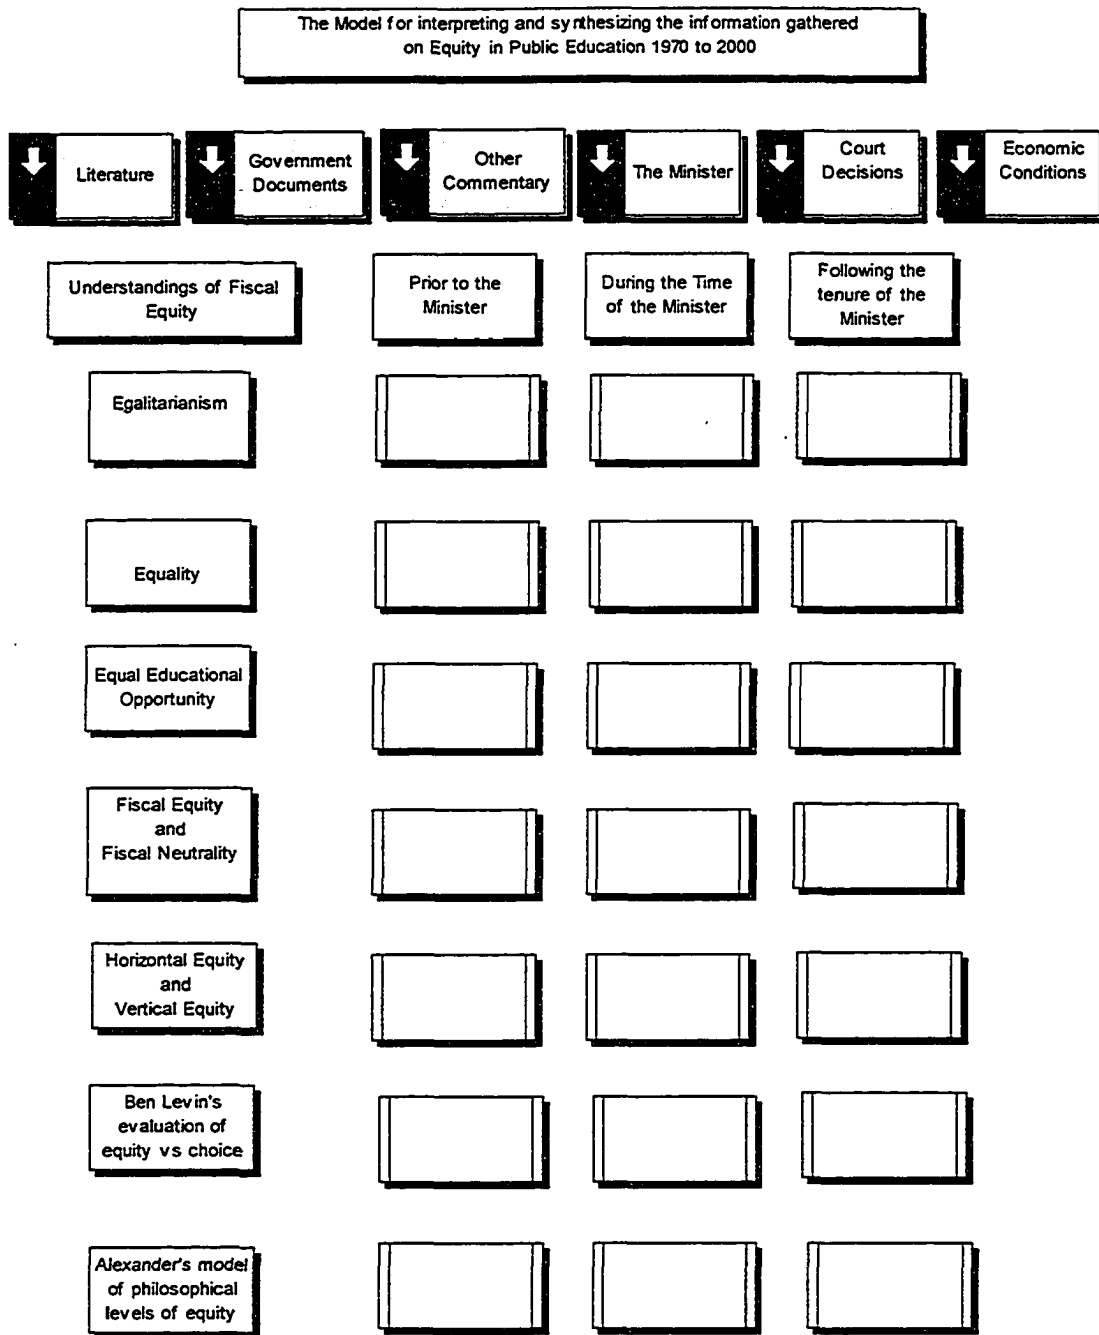 The Model for interpreting and synthesizing the information gathered
on Equity in Public Education 1970 to 2000
Literature
Government
Documents
Other
Commentary
The Minister
Court
Decisions
Economic
Conditions
Understandings of Fiscal
Equity
Prior to the
Minister
During the Time
of the Minister
Following the
tenure of the
Minister
Egalitarianism
Equality
Equal Educational
Opportunity
Fiscal Equity
and
Fiscal Neutrality
Horizontal Equity
and
Vertical Equity
Ben Levin's
evaluation of
equity vs choice
Alexander's model
of philosophical
levels of equity